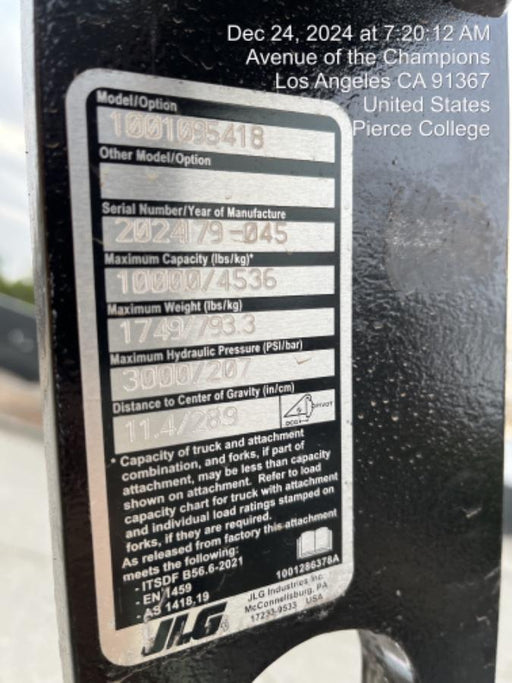 Dec 24, 2024 at 7:20:12 AM
Avenue of the Champions
Los Angeles CA 91367
United States
Pierce College
Model/Option
1001095418
Other Model/Option
Serial Number/Year of Manufacture
202479-045
Maximum Capacity (lbs/kg)*
10000/4536
Maximum Weight (lbs/kg)
1749/793.3
Maximum Hydraulic Pressure (PSI/bar)
3000/207
Distance to Center of Gravity (in/cm)
11.4/28.9
PIVOT
DCG
* Capacity of truck and attachment
combination, and forks, if part of
attachment, may be less than capacity
shown on attachment. Refer to load
capacity chart for truck with attachment
and individual load ratings stamped on
forks, if they are required.
As released from factory this attachment
meets the following:
- ITSDF B56.6-2021
- EN 1459
- AS 1418.19
1001286378A
JLG Industries Inc.
McConnellsburg, PA
17233-9533 USA
JLG®